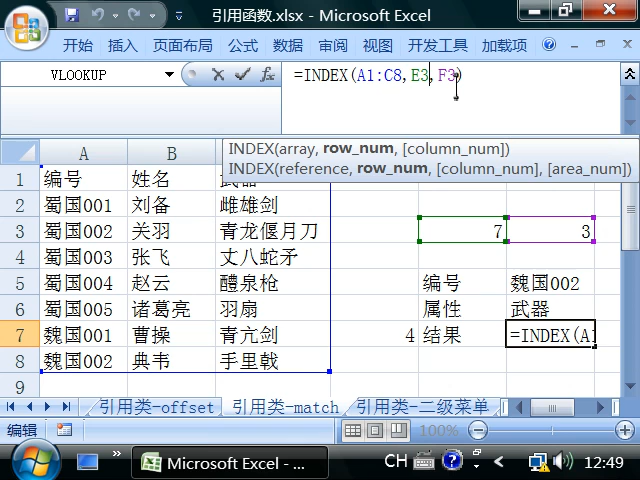 引用函数.xlsx - Microsoft Excel
开始 插入 页面布局 公式 数据 审阅 视图 开发工具 加载项
VLOOKUP =INDEX(A1:C8,E3,F3)
INDEX(array, row_num, [column_num])
INDEX(reference, row_num, [column_num], [area_num])
A B
1 编号 姓名 武器
2 蜀国001 刘备 雌雄剑
3 蜀国002 关羽 青龙偃月刀 7 3
4 蜀国003 张飞 丈八蛇矛
5 蜀国004 赵云 醴泉枪 编号 魏国002
6 蜀国005 诸葛亮 羽扇 属性 武器
7 魏国001 曹操 青亢剑 4 结果 =INDEX(A1
8 魏国002 典韦 手里戟
9
引用类-offset 引用类-match 引用类-二级菜单
编辑 100%
Microsoft Excel - ... CH 12:49